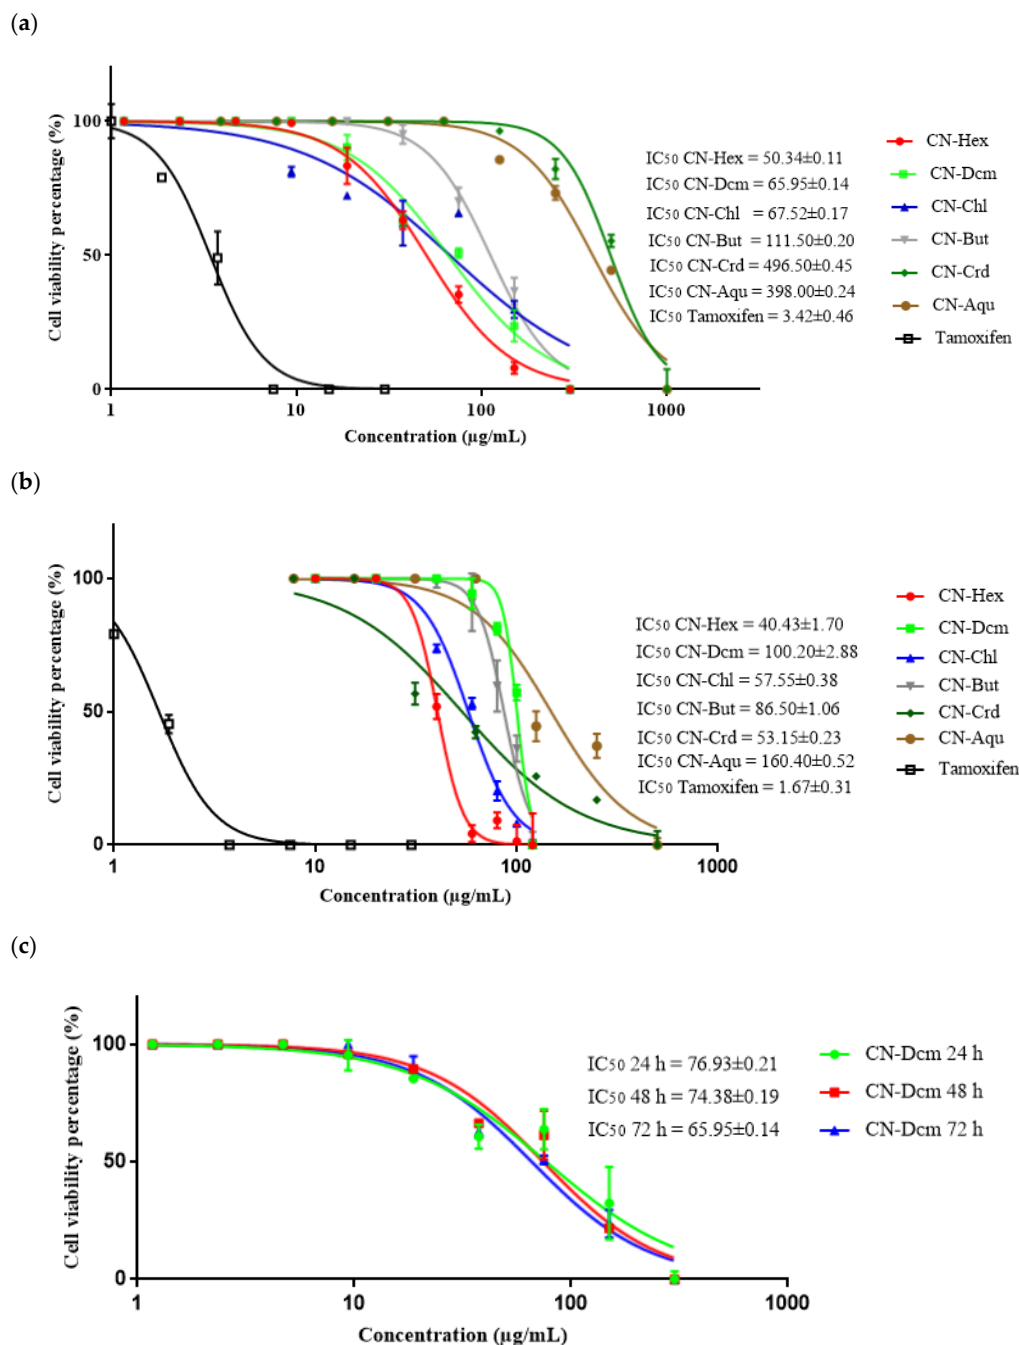 (a)
Cell viability percentage (%)
100
50
0
1
10
100
1000
Concentration (µg/mL)
IC50 CN-Hex = 50.34±0.11
IC50 CN-Dcm = 65.95±0.14
IC50 CN-Chl = 67.52±0.17
IC50 CN-But = 111.50±0.20
IC50 CN-Crd = 496.50±0.45
IC50 CN-Aqu = 398.00±0.24
IC50 Tamoxifen = 3.42±0.46
CN-Hex
CN-Dcm
CN-Chl
CN-But
CN-Crd
CN-Aqu
Tamoxifen
(b)
Cell viability percentage (%)
100
50
0
1
10
100
1000
Concentration (µg/mL)
IC50 CN-Hex = 40.43±1.70
IC50 CN-Dcm = 100.20±2.88
IC50 CN-Chl = 57.55±0.38
IC50 CN-But = 86.50±1.06
IC50 CN-Crd = 53.15±0.23
IC50 CN-Aqu = 160.40±0.52
IC50 Tamoxifen = 1.67±0.31
CN-Hex
CN-Dcm
CN-Chl
CN-But
CN-Crd
CN-Aqu
Tamoxifen
(c)
Cell viability percentage (%)
100
50
0
1
10
100
1000
Concentration (µg/mL)
IC50 24 h = 76.93±0.21
IC50 48 h = 74.38±0.19
IC50 72 h = 65.95±0.14
CN-Dcm 24 h
CN-Dcm 48 h
CN-Dcm 72 h